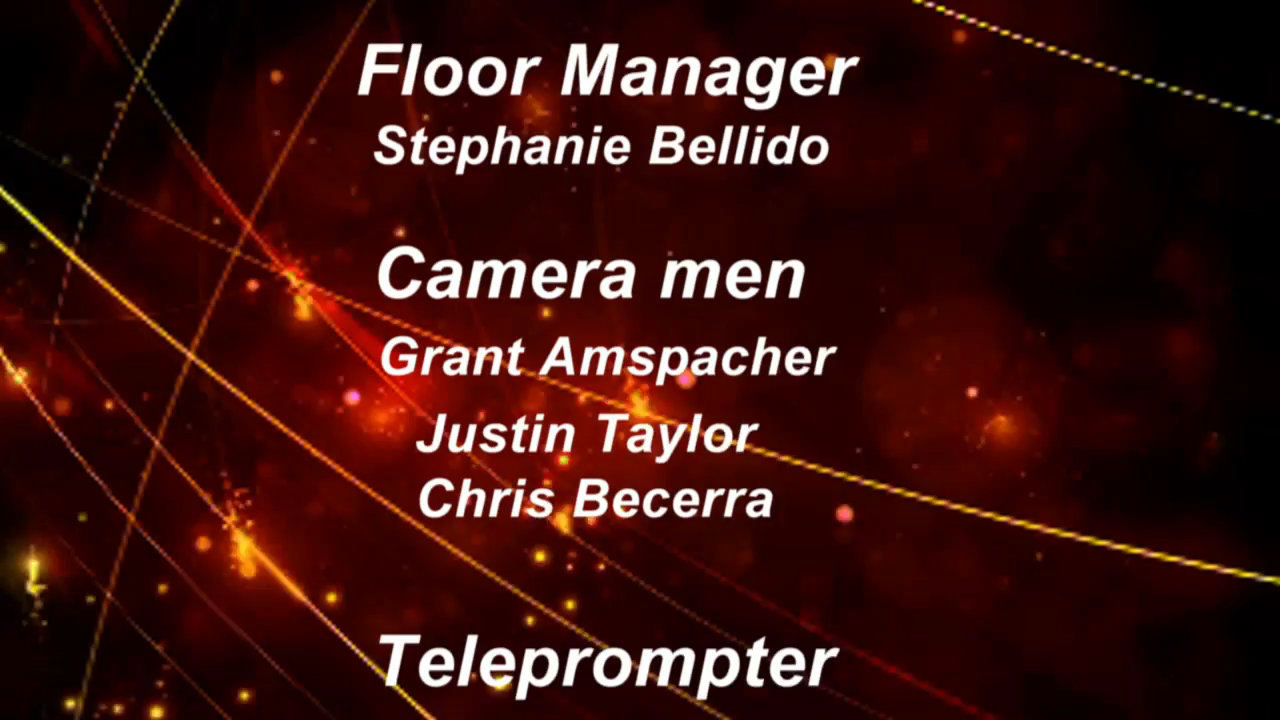 Floor Manager
Stephanie Bellido
Camera men
Grant Amspacher
Justin Taylor
Chris Becerra
Teleprompter